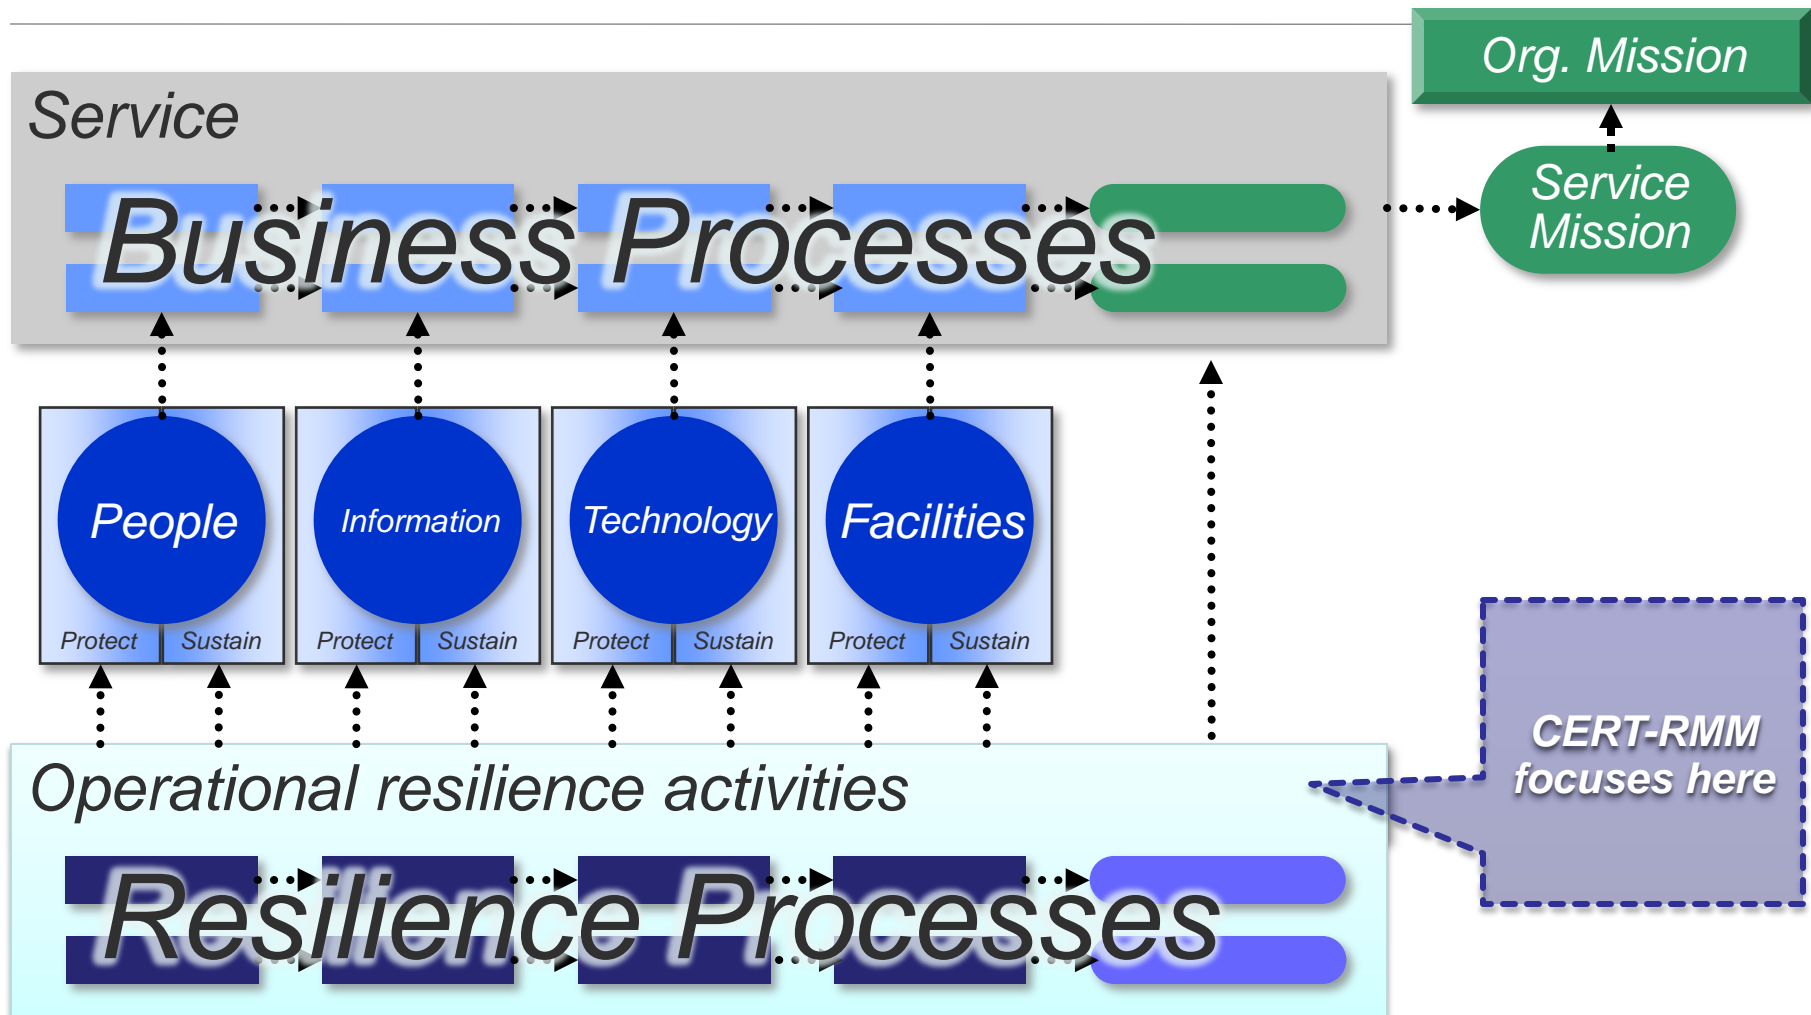 Org. Mission
Service
Service
Mission
Business Processes
People
Information
Technology
Facilities
Protect
Sustain
Protect
Sustain
Protect
Sustain
Protect
Sustain
CERT-RMM
focuses here
Operational resilience activities
Resilience Processes